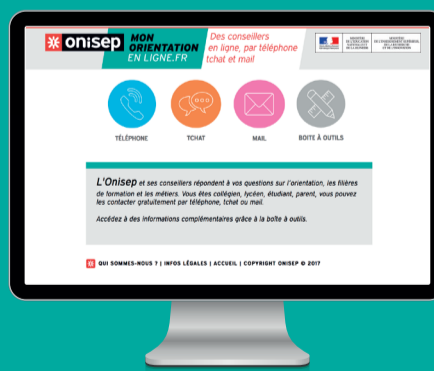 onisep
MON
ORIENTATION
EN LIGNE.FR
Des conseillers
en ligne, par téléphone
tchat et mail
TÉLÉPHONE
TCHAT
MAIL
BOITE À OUTILS
L'Onisep et ses conseillers répondent à vos questions sur l'orientation, les filières
de formation et les métiers. Vous êtes collégien, lycéen, étudiant, parent, vous pouvez
les contacter gratuitement par téléphone, tchat ou mail.
Accédez à des informations complémentaires grâce à la boîte à outils.
QUI SOMMES-NOUS ? | INFOS LÉGALES | ACCUEIL | COPYRIGHT ONISEP © 2017